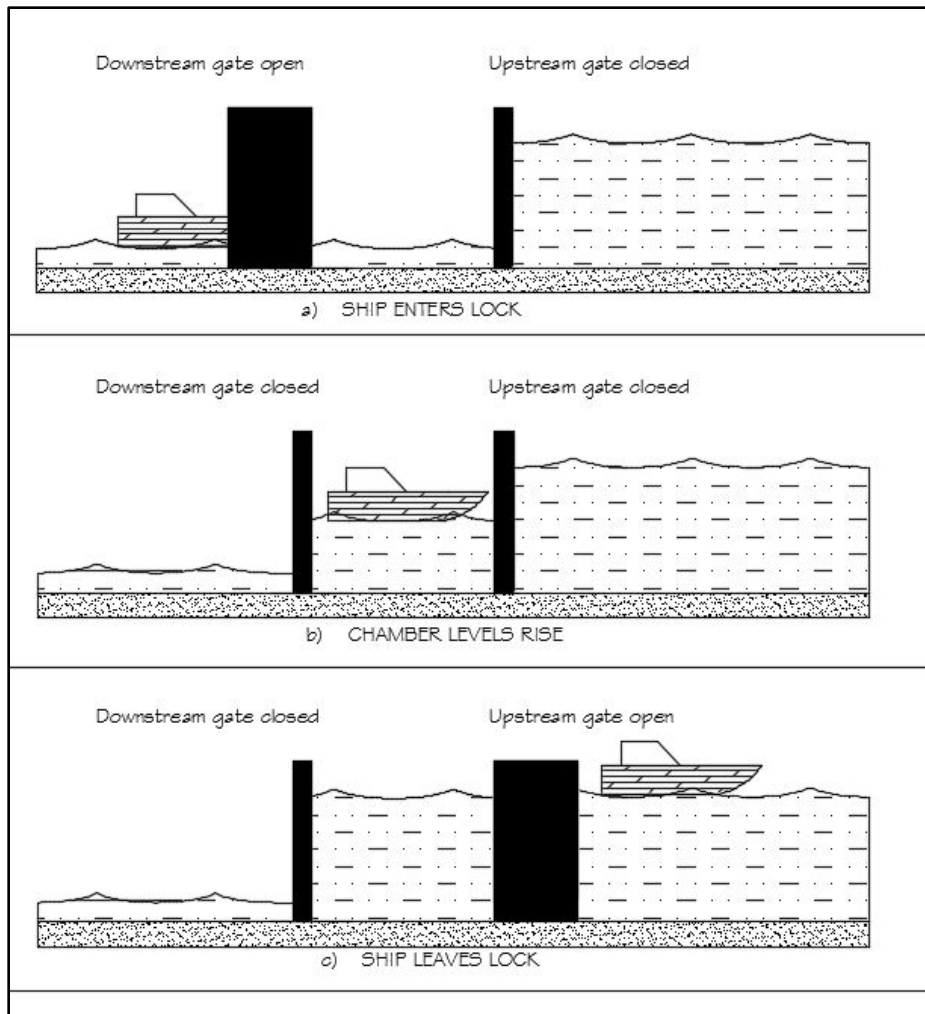 Downstream gate open Upstream gate closed
a) SHIP ENTERS LOCK
Downstream gate closed Upstream gate closed
b) CHAMBER LEVELS RISE
Downstream gate closed Upstream gate open
c) SHIP LEAVES LOCK